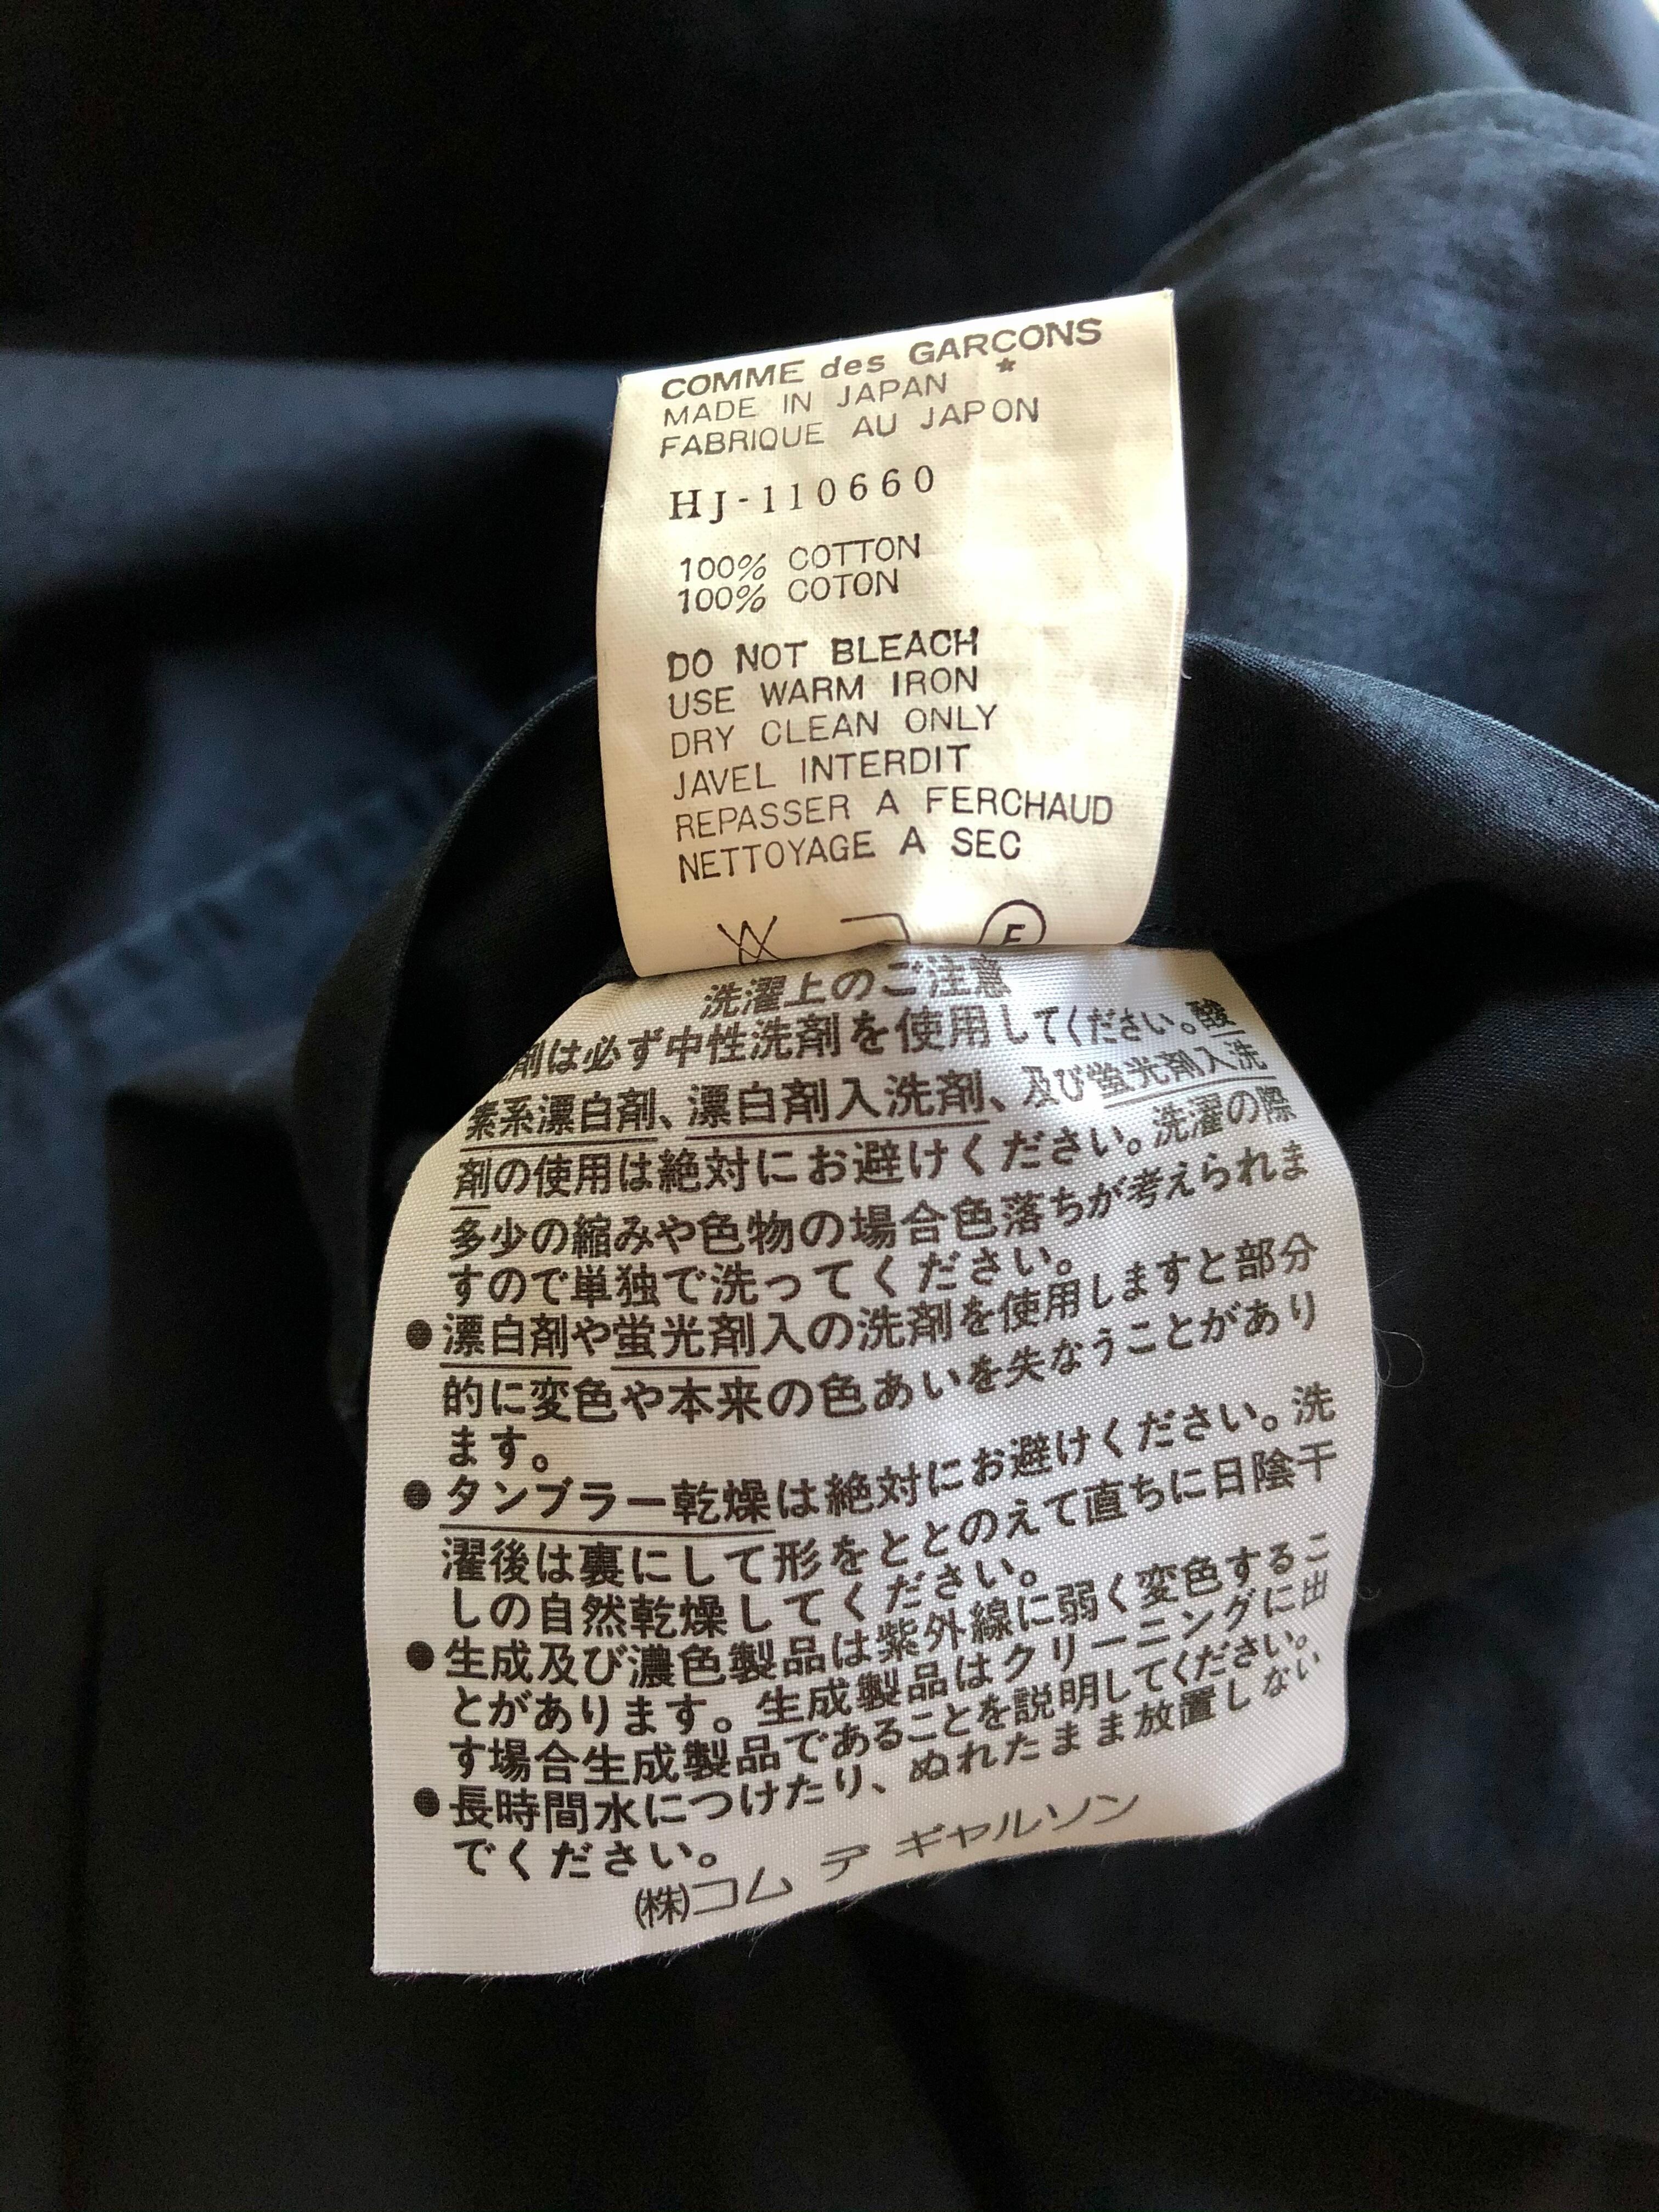 COMME des GARCONS
MADE IN JAPAN *
FABRIQUE AU JAPON
HJ-110660
100% COTTON
100% COTON
DO NOT BLEACH
USE WARM IRON
DRY CLEAN ONLY
JAVEL INTERDIT
REPASSER A FERCHAUD
NETTOYAGE A SEC
洗濯上のご注意
剤は必ず中性洗剤を使用してください。酸
素系漂白剤、漂白剤入洗剤、及び蛍光剤入洗
剤の使用は絶対にお避けください。洗濯の際
多少の縮みや色物の場合色落ちが考えられま
すので単独で洗ってください。
●漂白剤や蛍光剤入の洗剤を使用しますと部分
的に変色や本来の色あいを失なうことがあり
ます。
●タンブラー乾燥は絶対にお避けください。洗
濯後は裏にして形をととのえて直ちに日陰干
しの自然乾燥してください。
●生成及び濃色製品は紫外線に弱く変色するこ
とがあります。生成製品はクリーニングに出
す場合生成製品であることを説明してください。
●長時間水につけたり、ぬれたまま放置しない
でください。
(株)コム デ ギャルソン